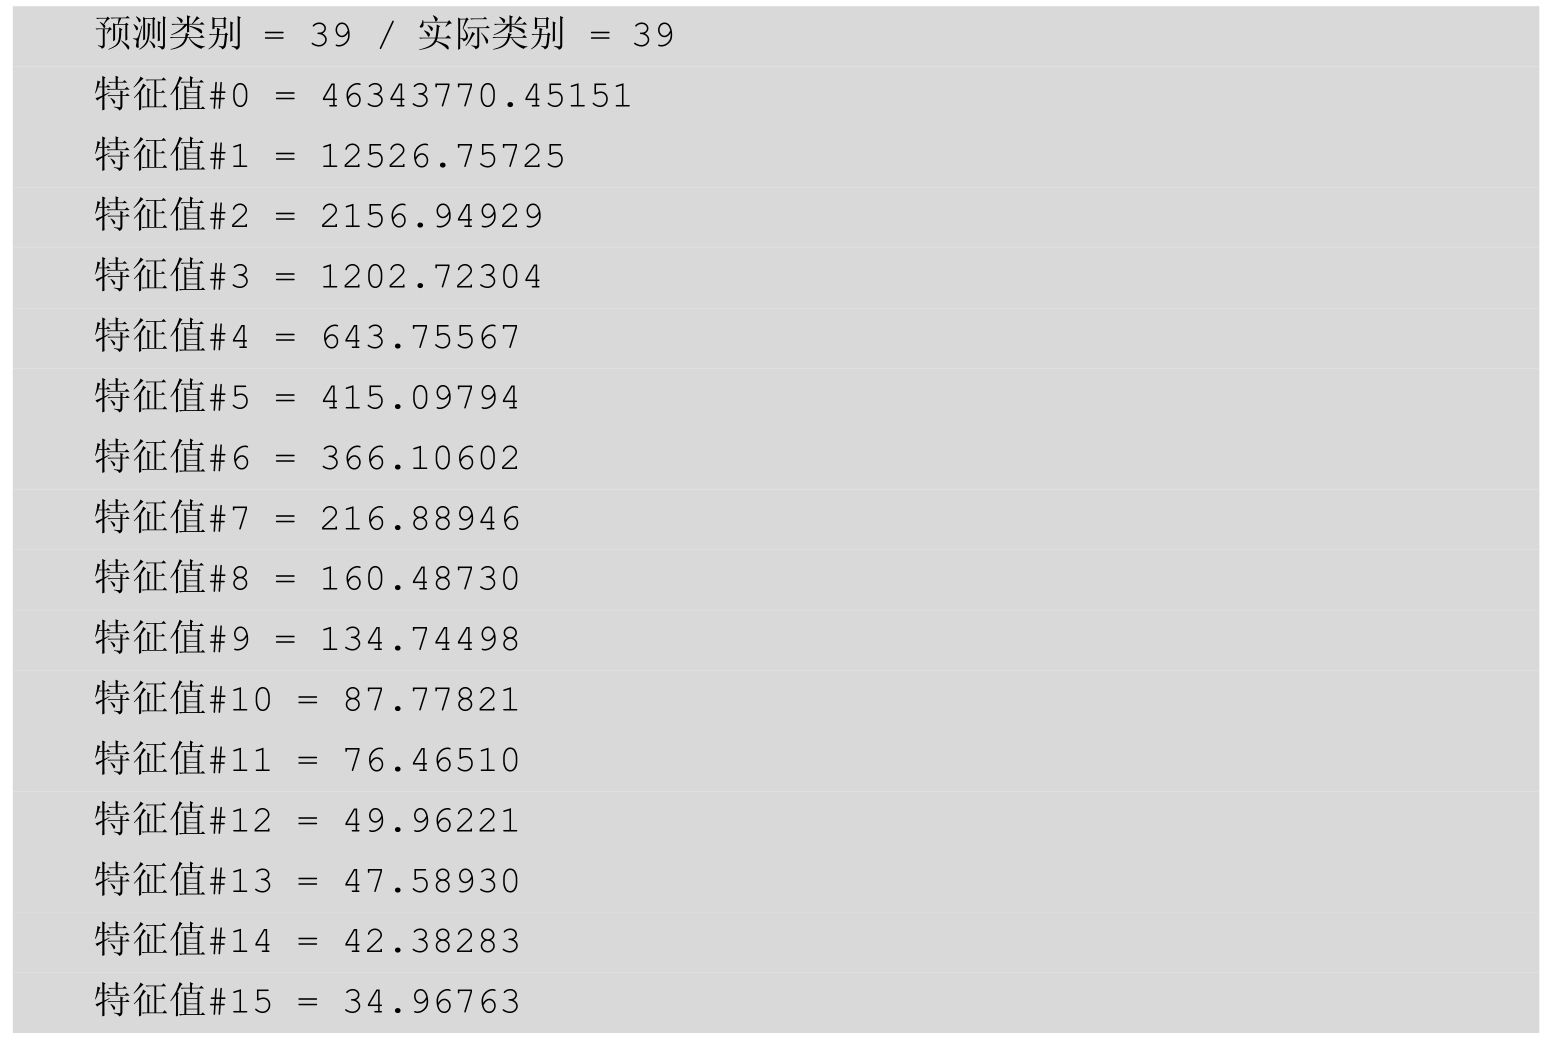 预测类别 = 39 / 实际类别 = 39
特征值#0 = 46343770.45151
特征值#1 = 12526.75725
特征值#2 = 2156.94929
特征值#3 = 1202.72304
特征值#4 = 643.75567
特征值#5 = 415.09794
特征值#6 = 366.10602
特征值#7 = 216.88946
特征值#8 = 160.48730
特征值#9 = 134.74498
特征值#10 = 87.77821
特征值#11 = 76.46510
特征值#12 = 49.96221
特征值#13 = 47.58930
特征值#14 = 42.38283
特征值#15 = 34.96763